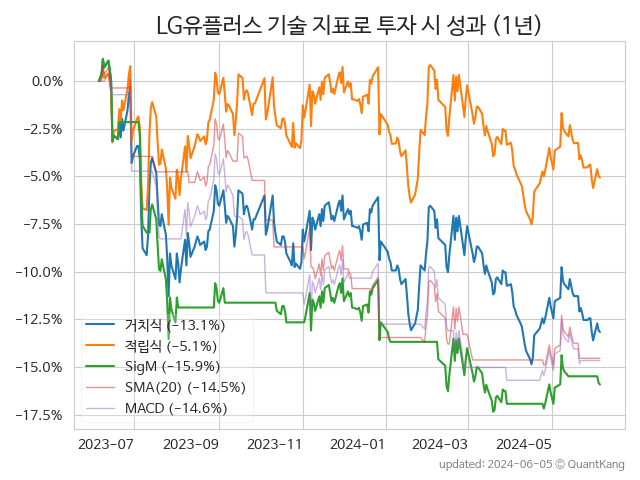 LG유플러스 기술 지표로 투자 시 성과 (1년)
0.0%
−2.5%
−5.0%
−7.5%
−10.0%
−12.5%
−15.0%
−17.5%
거치식 (−13.1%)
적립식 (−5.1%)
SigM (−15.9%)
SMA(20) (−14.5%)
MACD (−14.6%)
2023-07 2023-09 2023-11 2024-01 2024-03 2024-05
updated: 2024-06-05 © QuantKang